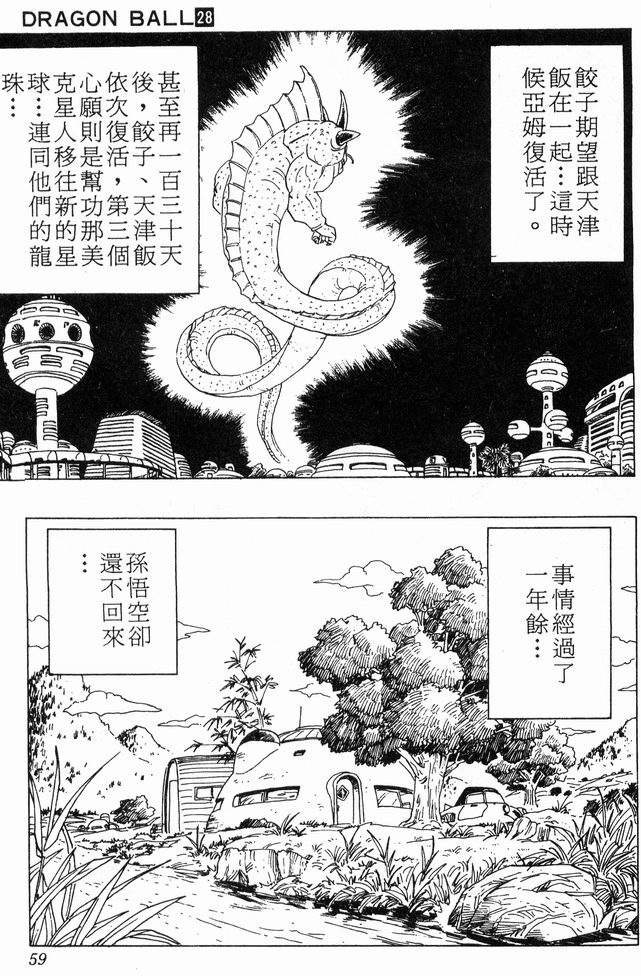 DRAGON BALL 28
餃子期望跟天津
飯在一起…這時
候亞姆復活了。
甚至再一百三十天
後，餃子、天津飯
依次復活，第三個
心願則是幫功那美
克星人移往新的星
球…連同他們的龍
珠…
事情經過了
一年餘…
孫悟空卻
還不回來
…
59